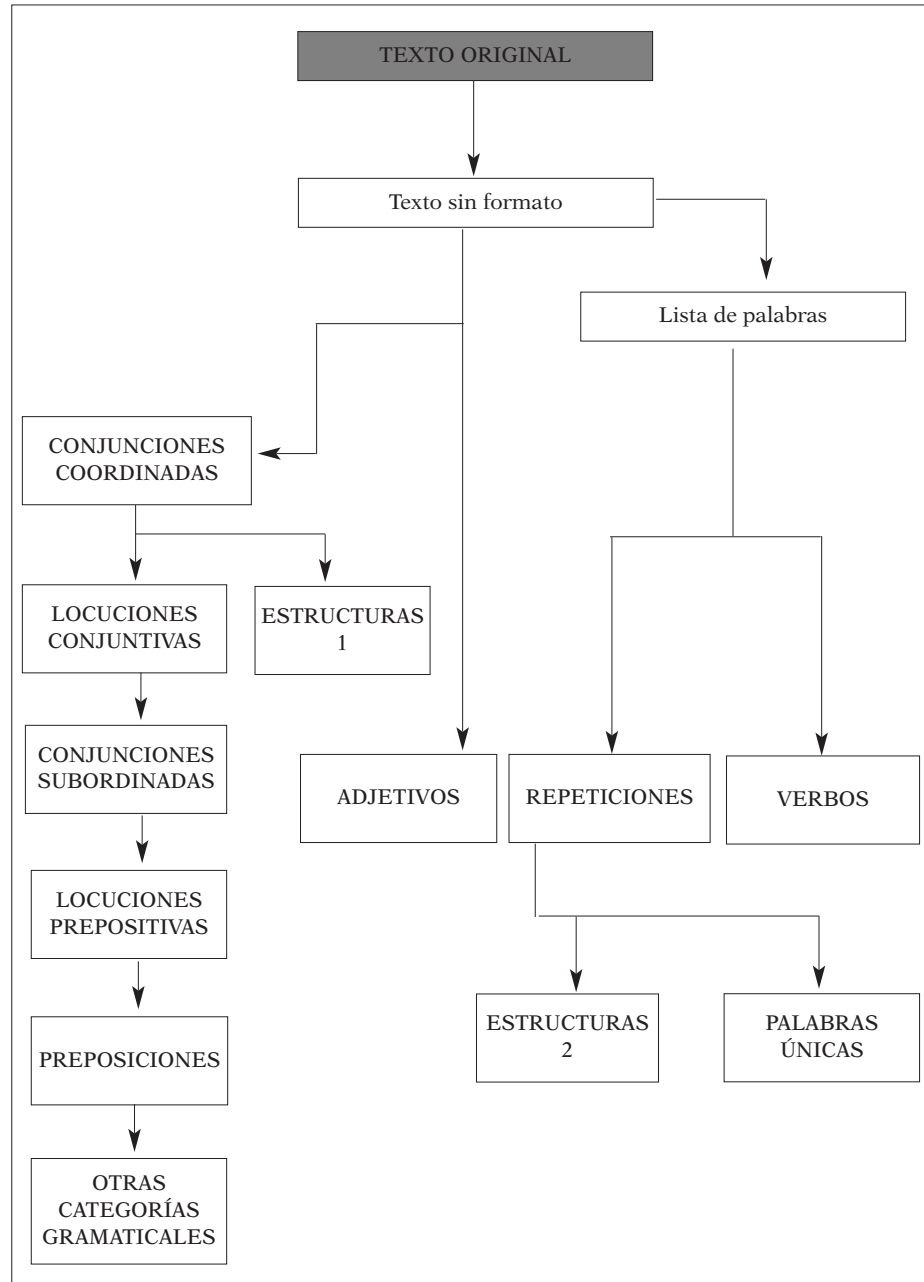 TEXTO ORIGINAL
Texto sin formato
Lista de palabras
CONJUNCIONES
COORDINADAS
LOCUCIONES
CONJUNTIVAS
ESTRUCTURAS
1
CONJUNCIONES
SUBORDINADAS
ADJETIVOS
REPETICIONES
VERBOS
LOCUCIONES
PREPOSITIVAS
ESTRUCTURAS
2
PALABRAS
ÚNICAS
PREPOSICIONES
OTRAS
CATEGORÍAS
GRAMATICALES